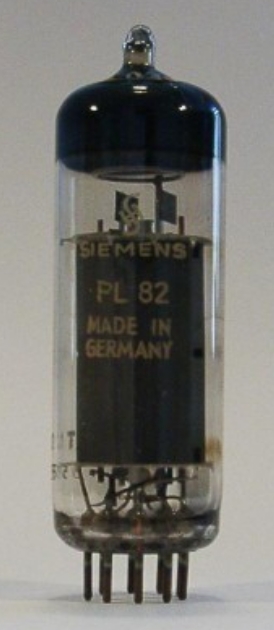 SIEMENS
PL 82
MADE IN
GERMANY